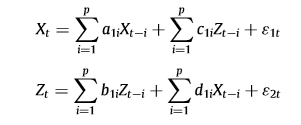 $X_t = \sum_{i=1}^{p} a_{1i} X_{t-i} + \sum_{i=1}^{p} c_{1i} Z_{t-i} + \varepsilon_{1t}$
$Z_t = \sum_{i=1}^{p} b_{1i} Z_{t-i} + \sum_{i=1}^{p} d_{1i} X_{t-i} + \varepsilon_{2t}$